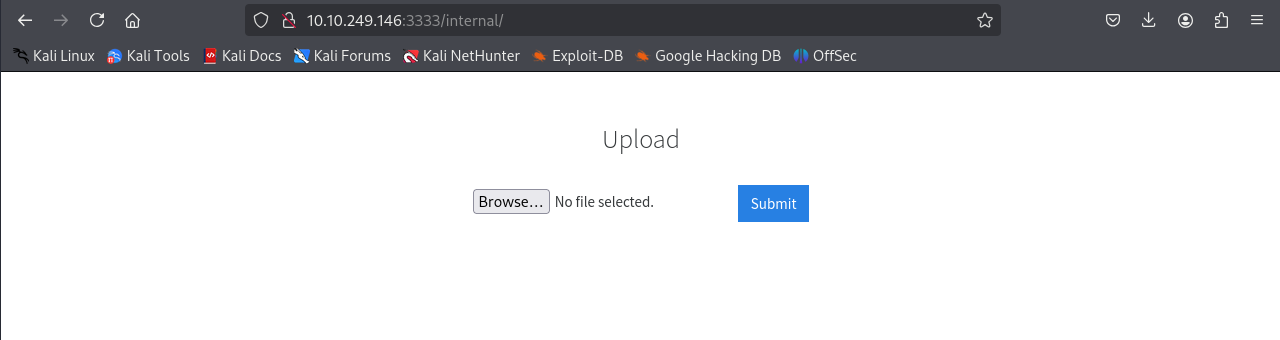 10.10.249.146:3333/internal/
Kali Linux Kali Tools Kali Docs Kali Forums Kali NetHunter Exploit-DB Google Hacking DB OffSec
Upload
Browse... No file selected. Submit